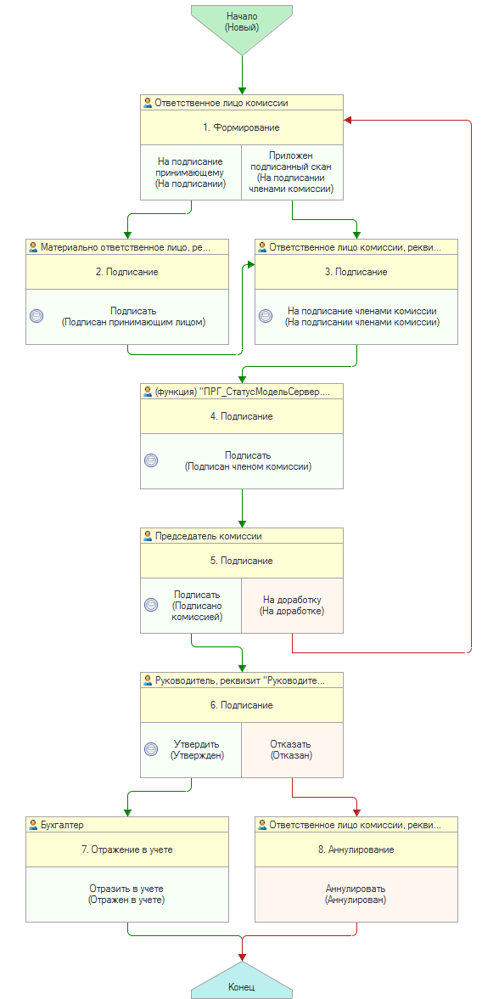 Начало
(Новый)
Ответственное лицо комиссии
1. Формирование
На подписание
принимающему
(На подписании)
Приложен
подписанный скан
(На подписании
членами комиссии)
Материально ответственное лицо, ре...
2. Подписание
Подписать
(Подписан принимающим лицом)
Ответственное лицо комиссии, рекви...
3. Подписание
На подписание членами комиссии
(На подписании членами комиссии)
(функция) "ПРГ_СтатусМодельСервер....
4. Подписание
Подписать
(Подписан членом комиссии)
Председатель комиссии
5. Подписание
Подписать
(Подписано
комиссией)
На доработку
(На доработке)
Руководитель, реквизит "Руководите...
6. Подписание
Утвердить
(Утвержден)
Отказать
(Отказан)
Бухгалтер
7. Отражение в учете
Отразить в учете
(Отражен в учете)
Ответственное лицо комиссии, рекви...
8. Аннулирование
Аннулировать
(Аннулирован)
Конец